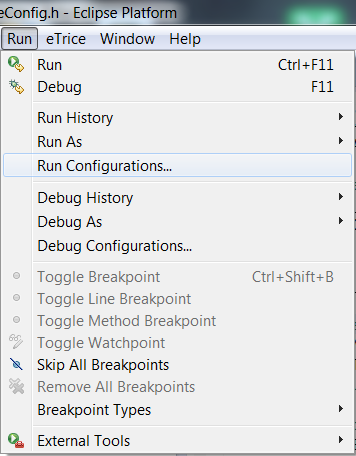 eConfig.h - Eclipse Platform
Run eTrice Window Help
Run Ctrl+F11
Debug F11
Run History
Run As
Run Configurations...
Debug History
Debug As
Debug Configurations...
Toggle Breakpoint Ctrl+Shift+B
Toggle Line Breakpoint
Toggle Method Breakpoint
Toggle Watchpoint
Skip All Breakpoints
Remove All Breakpoints
Breakpoint Types
External Tools